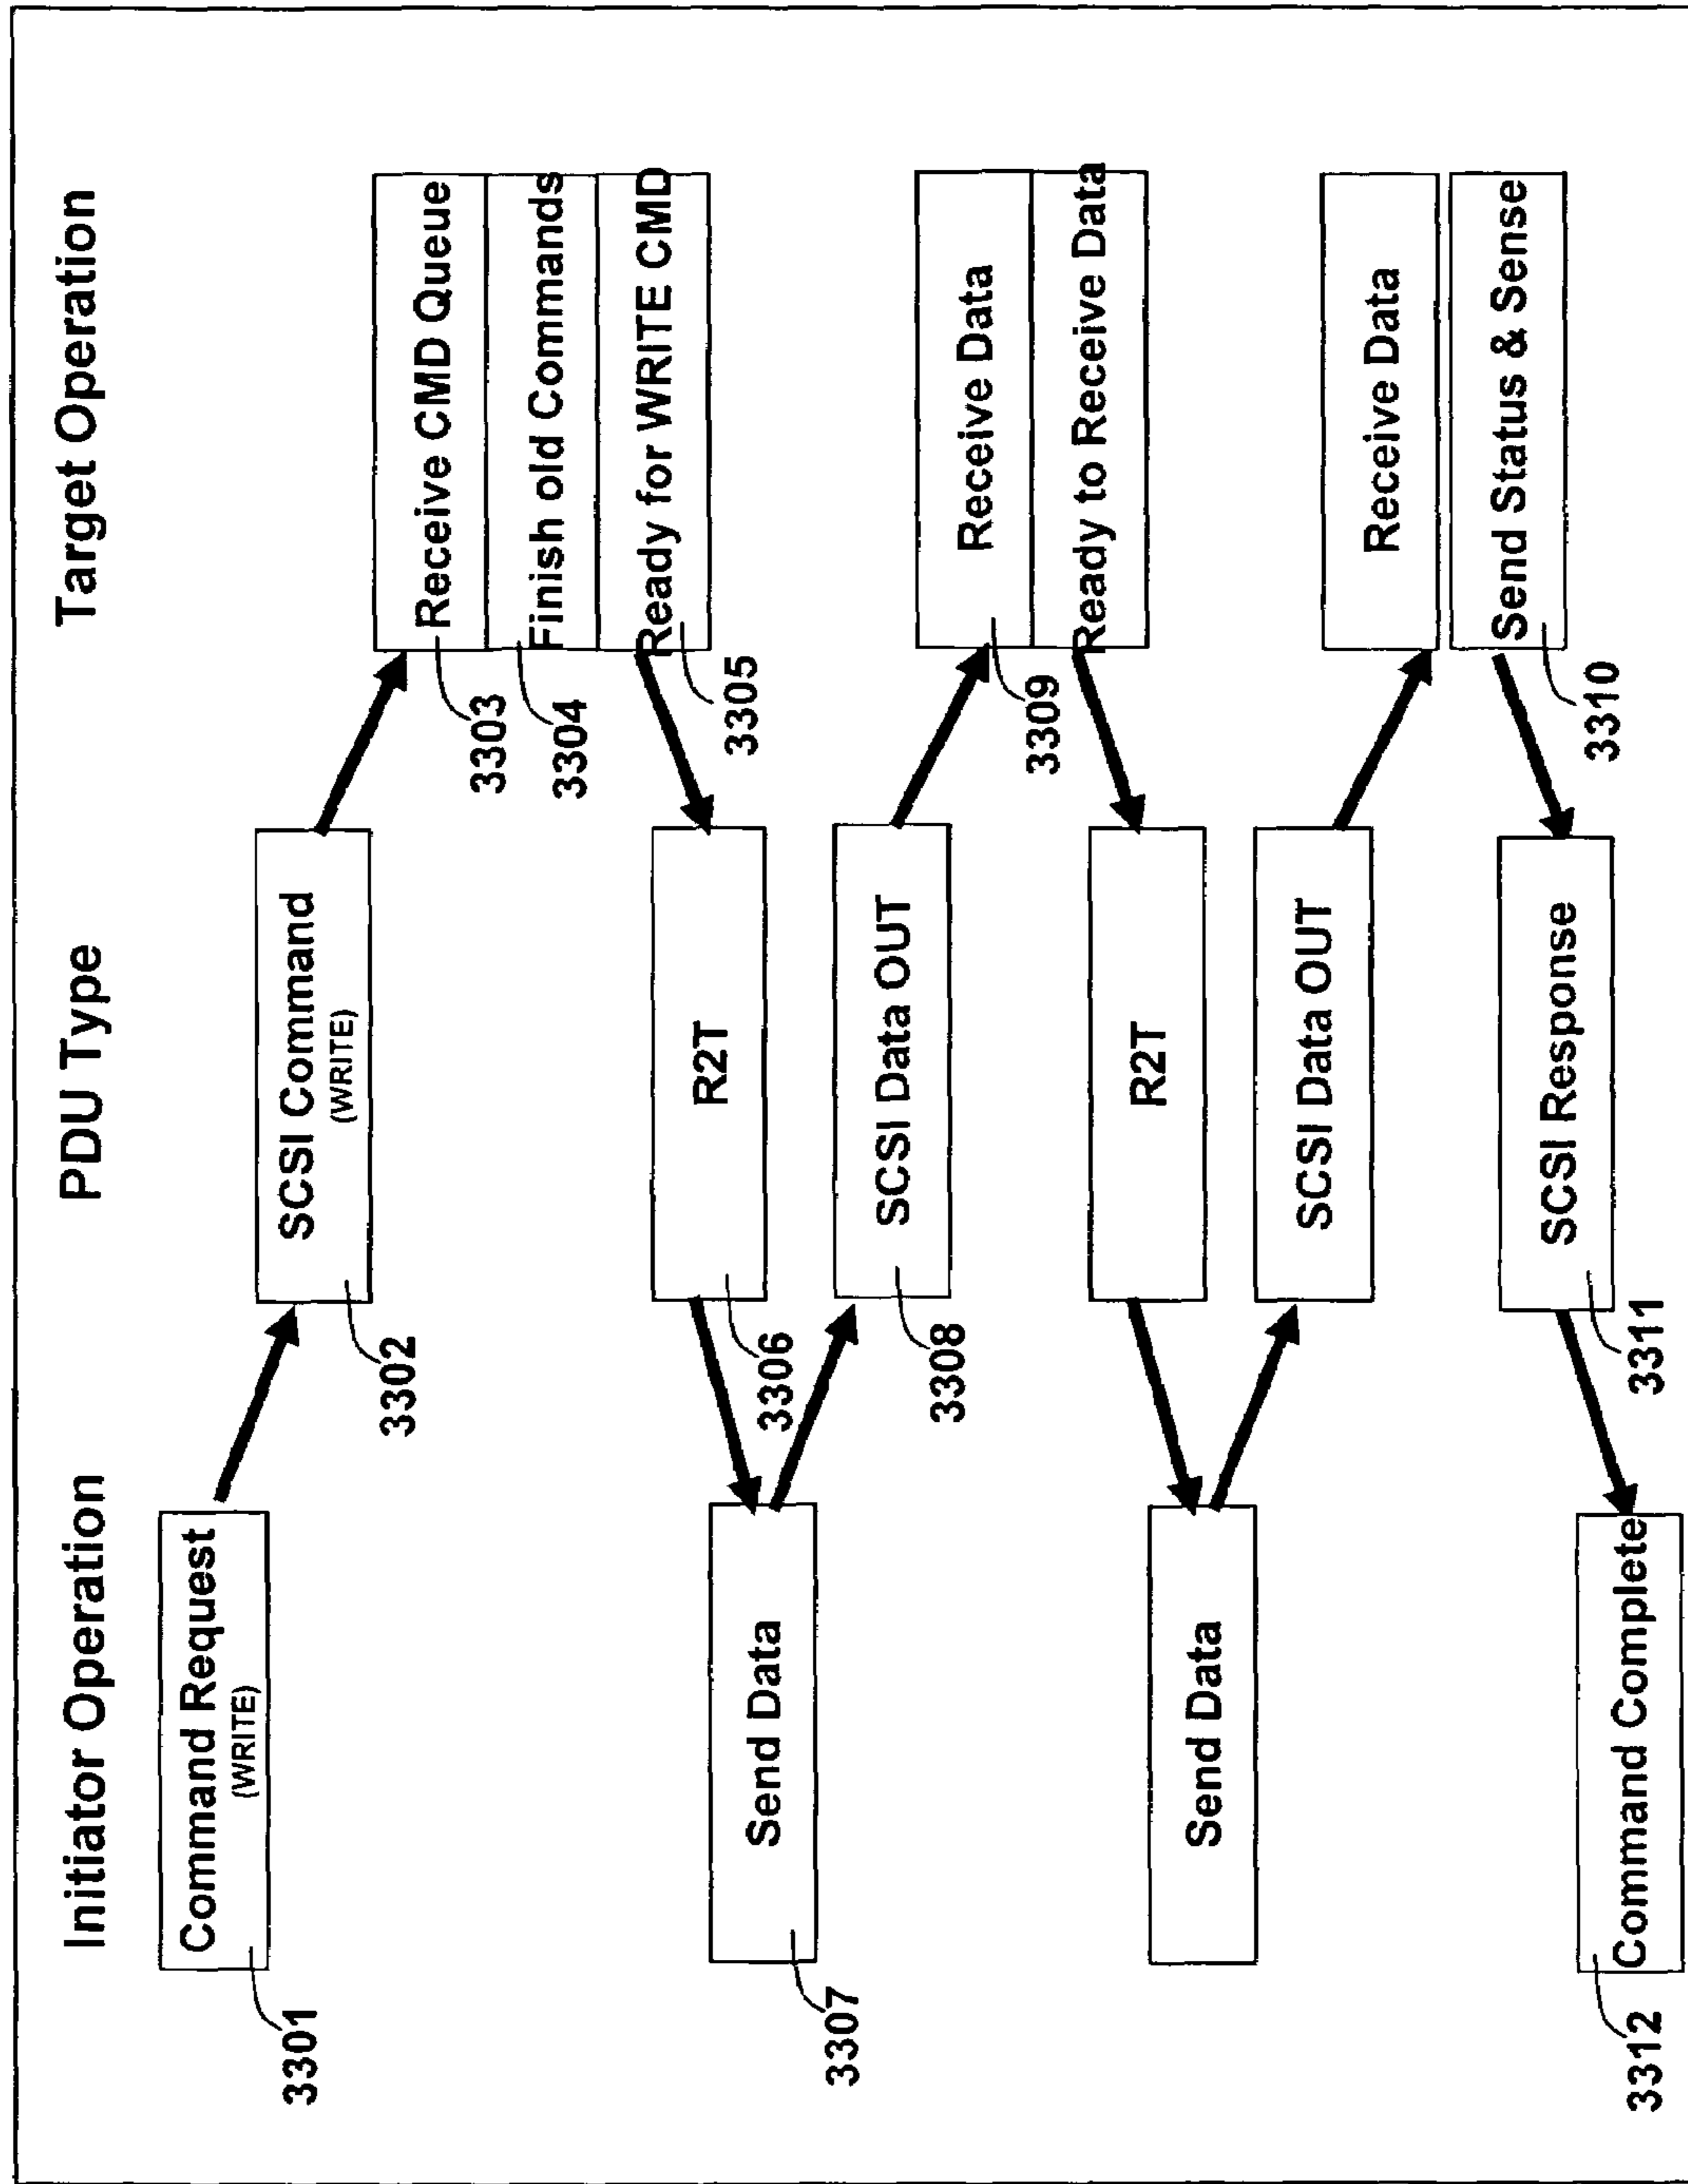 Initiator Operation
PDU Type
Target Operation
Command Request
(WRITE)
3301
SCSI Command
(WRITE)
3302
Receive CMD Queue
3303
Finish old Commands
3304
Ready for WRITE CMD
3305
R2T
3306
Send Data
3307
SCSI Data OUT
3308
Receive Data
3309
Ready to Receive Data
R2T
Send Data
SCSI Data OUT
Receive Data
Send Status & Sense
3310
SCSI Response
3311
Command Complete
3312